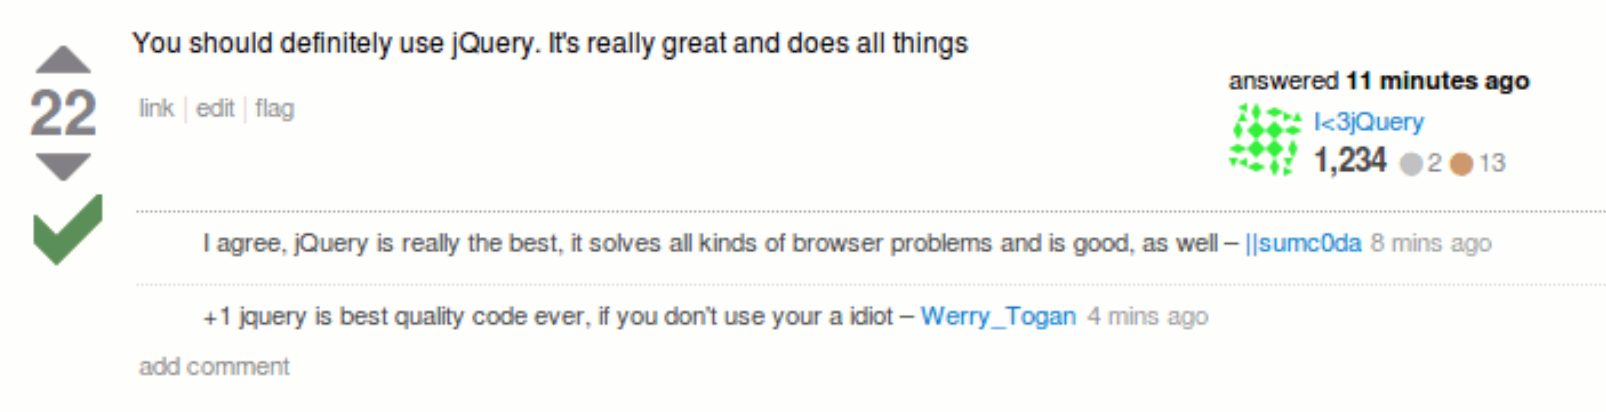 You should definitely use jQuery. It's really great and does all things
answered 11 minutes ago
22
link | edit | flag
I<3jQuery
1,234 2 13
I agree, jQuery is really the best, it solves all kinds of browser problems and is good, as well – ||sumc0da 8 mins ago
+1 jquery is best quality code ever, if you don't use your a idiot – Werry_Togan 4 mins ago
add comment